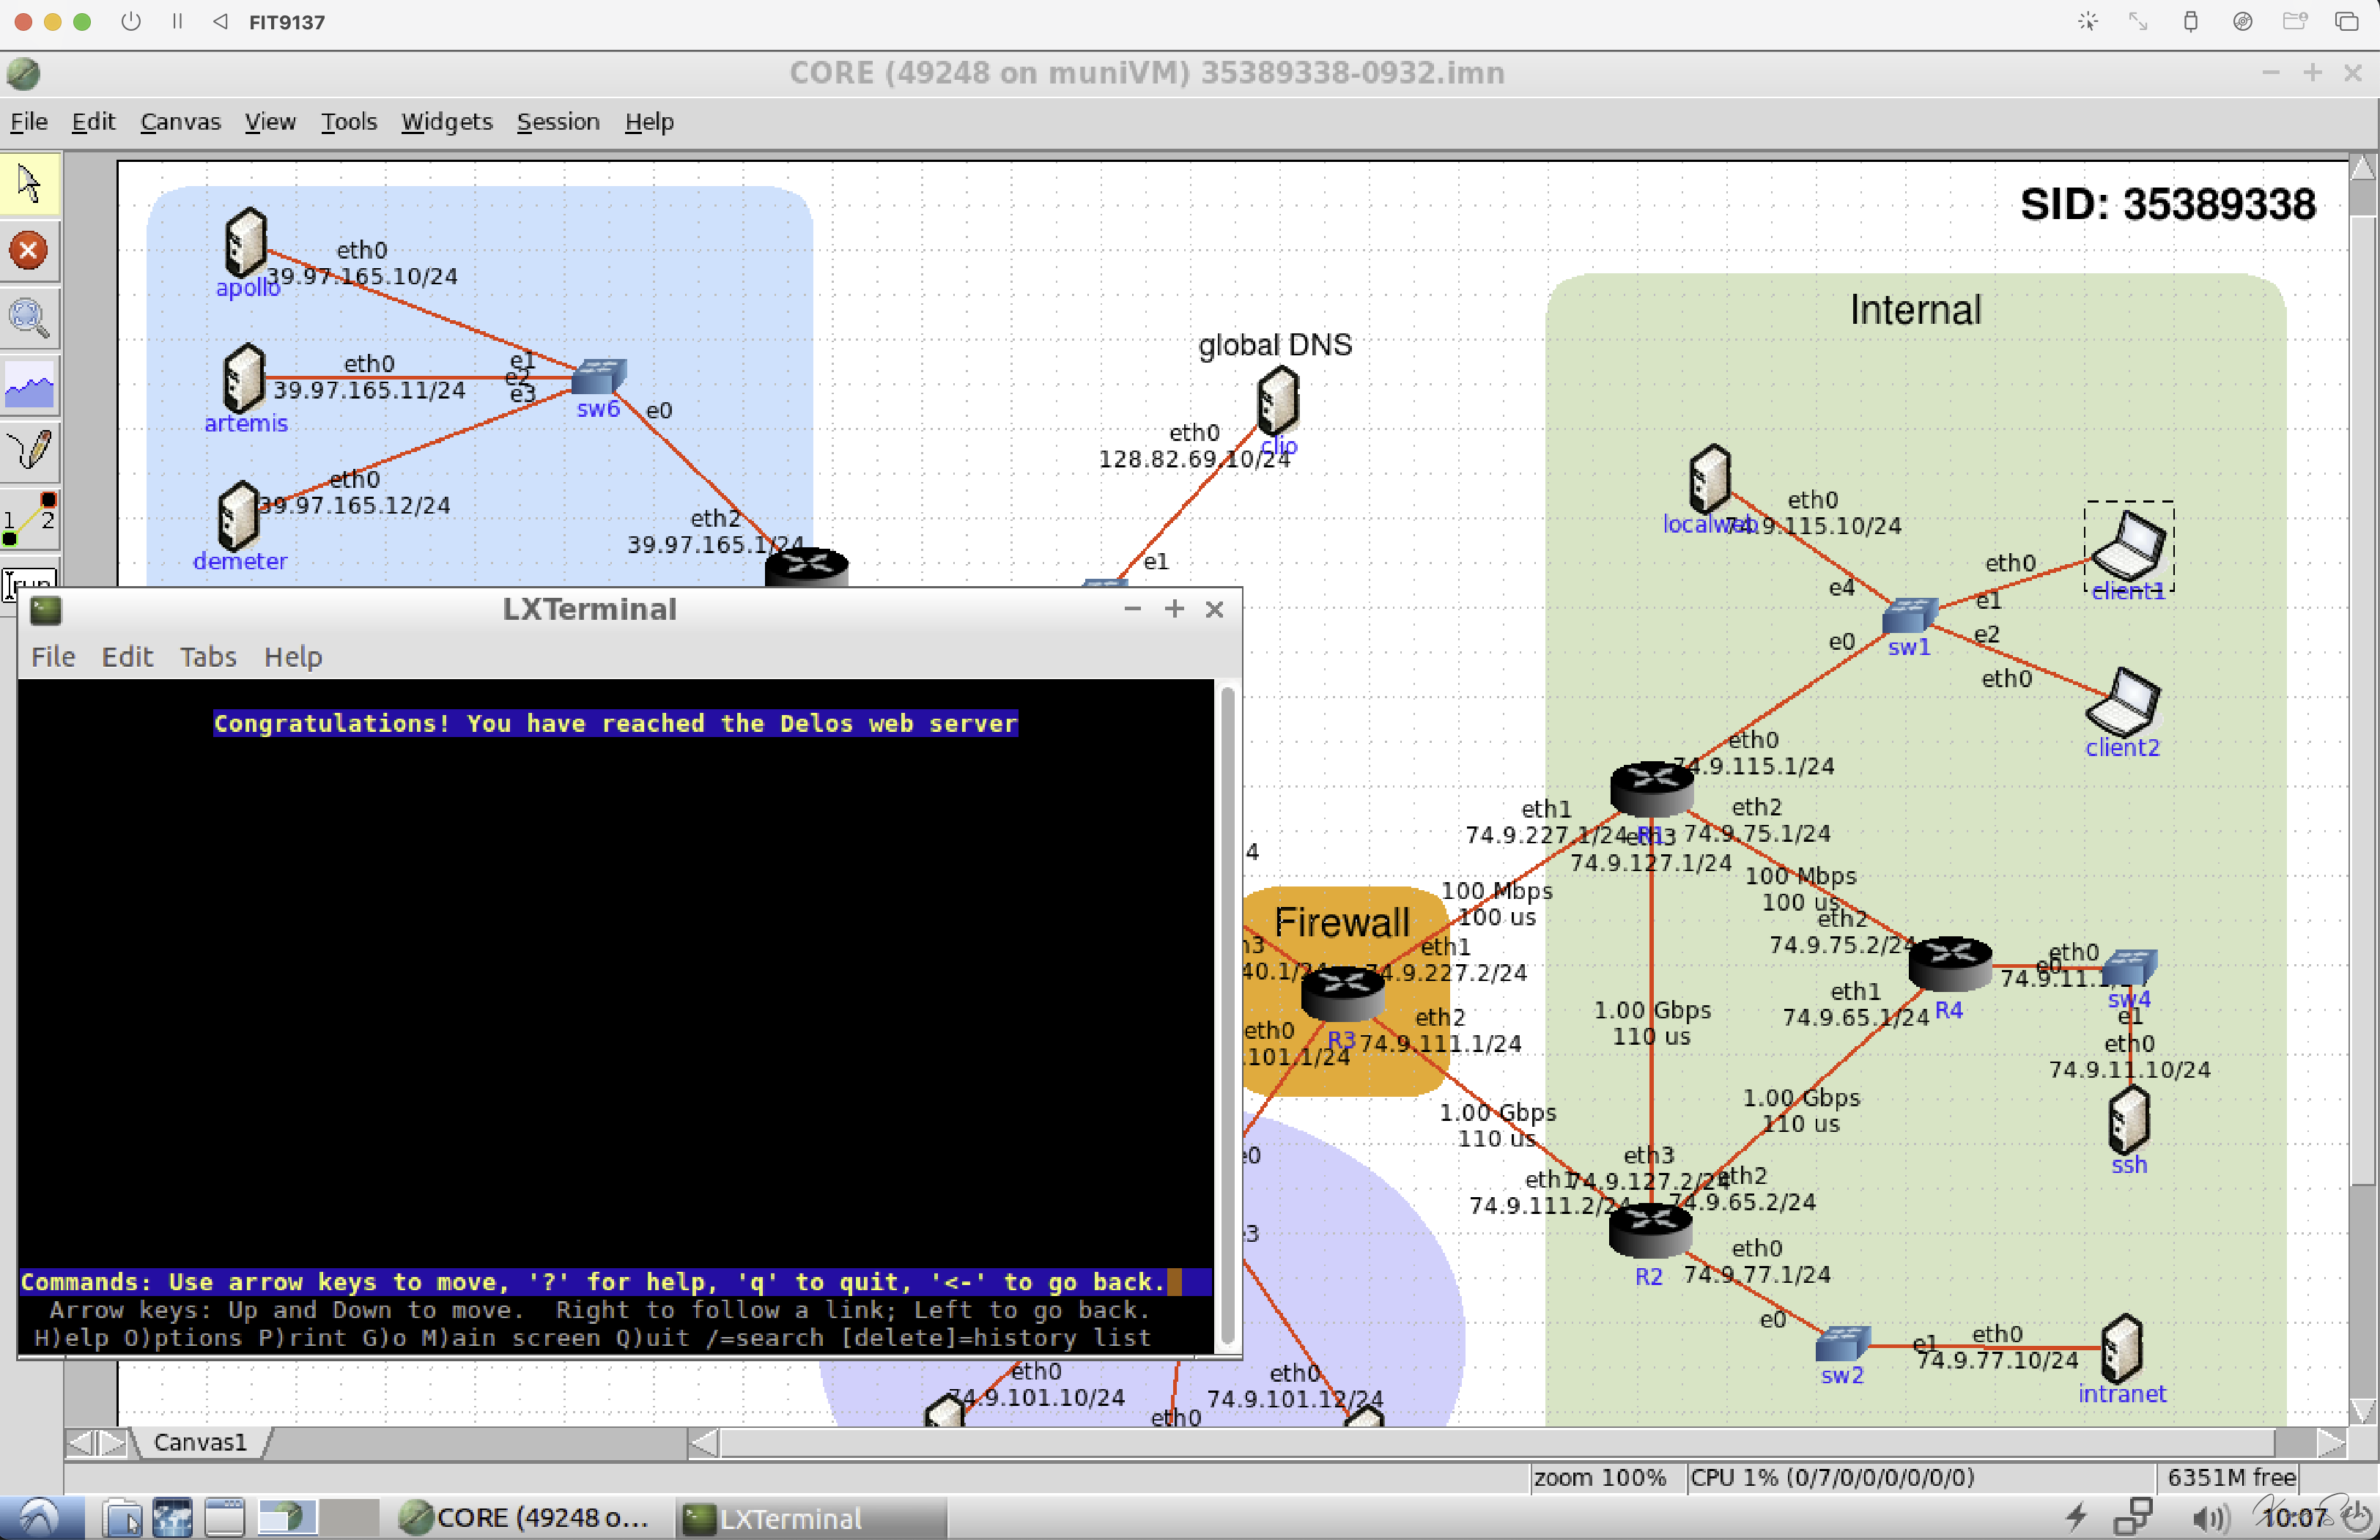 FIT9137
CORE (49248 on muniVM) 35389338-0932.imn
File Edit Canvas View Tools Widgets Session Help
SID: 35389338
eth0
39.97.165.10/24
apollo
eth0
39.97.165.11/24
artemis
e1
e2
e3
sw6
e0
eth0
39.97.165.12/24
demeter
eth2
39.97.165.1/24
global DNS
eth0
128.82.69.10/24
clio
e1
Internal
eth0
74.9.115.10/24
localweb
e4
eth0
client1
e1
e0
e2
sw1
eth0
client2
1 2
run
LXTerminal
File Edit Tabs Help
Congratulations! You have reached the Delos web server
Commands: Use arrow keys to move, '?' for help, 'q' to quit, '<-' to go back.
Arrow keys: Up and Down to move. Right to follow a link; Left to go back.
H)elp O)ptions P)rint G)o M)ain screen Q)uit /=search [delete]=history list
eth0
74.9.115.1/24
eth1
74.9.227.1/24
R1
eth3
74.9.127.1/24
eth2
74.9.75.1/24
4
100 Mbps
100 us
100 Mbps
100 us
Firewall
h3
40.1/24
eth1
74.9.227.2/24
eth2
74.9.75.2/24
eth0
74.9.11.1/24
e0
sw4
e1
R4
eth1
74.9.65.1/24
eth0
.101.1/24
R3
eth2
74.9.111.1/24
1.00 Gbps
110 us
eth0
74.9.11.10/24
ssh
1.00 Gbps
110 us
1.00 Gbps
110 us
e0
eth3
74.9.127.2/24
eth1
74.9.111.2/24
eth2
74.9.65.2/24
e3
R2
eth0
74.9.77.1/24
e0
sw2
e1
eth0
74.9.77.10/24
intranet
eth0
74.9.101.10/24
eth0
74.9.101.12/24
eth0
Canvas1
zoom 100%
CPU 1% (0/7/0/0/0/0/0/0)
6351M free
CORE (49248 o...
LXTerminal
10:07